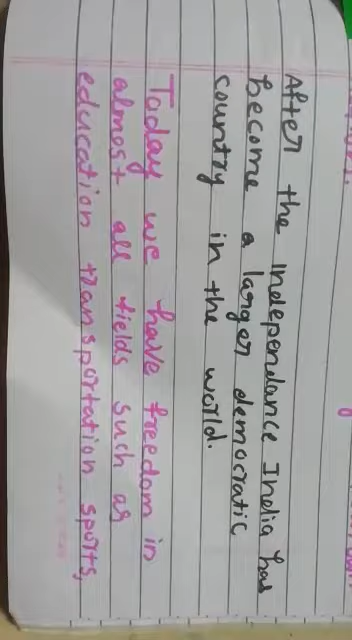 After the independance India has
become a larger democratic
country in the world.
Today we have freedom in
almost all fields such as
education transportation sports,